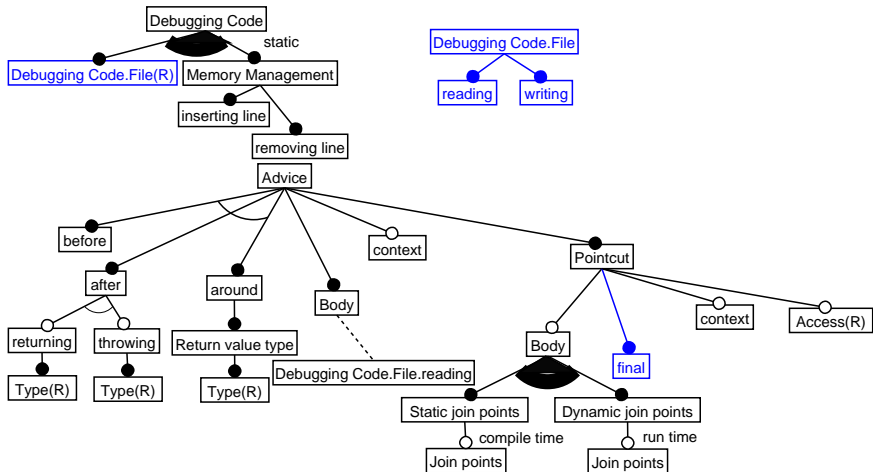 Debugging Code
static
Debugging Code.File
Debugging Code.File(R)
Memory Management
reading
writing
inserting line
removing line
Advice
before
context
Pointcut
after
around
Body
context
Access(R)
returning
throwing
Return value type
Body
final
Debugging Code.File.reading
Type(R)
Type(R)
Type(R)
Static join points
Dynamic join points
compile time
run time
Join points
Join points